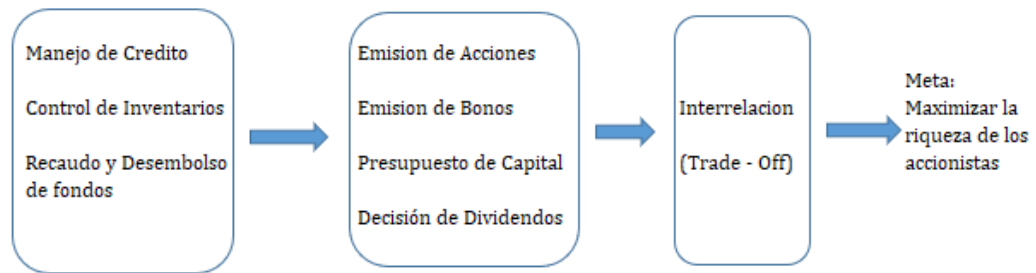 Manejo de Credito
Control de Inventarios
Recaudo y Desembolso
de fondos
Emision de Acciones
Emision de Bonos
Presupuesto de Capital
Decisión de Dividendos
Interrelacion
(Trade - Off)
Meta:
Maximizar la
riqueza de los
accionistas